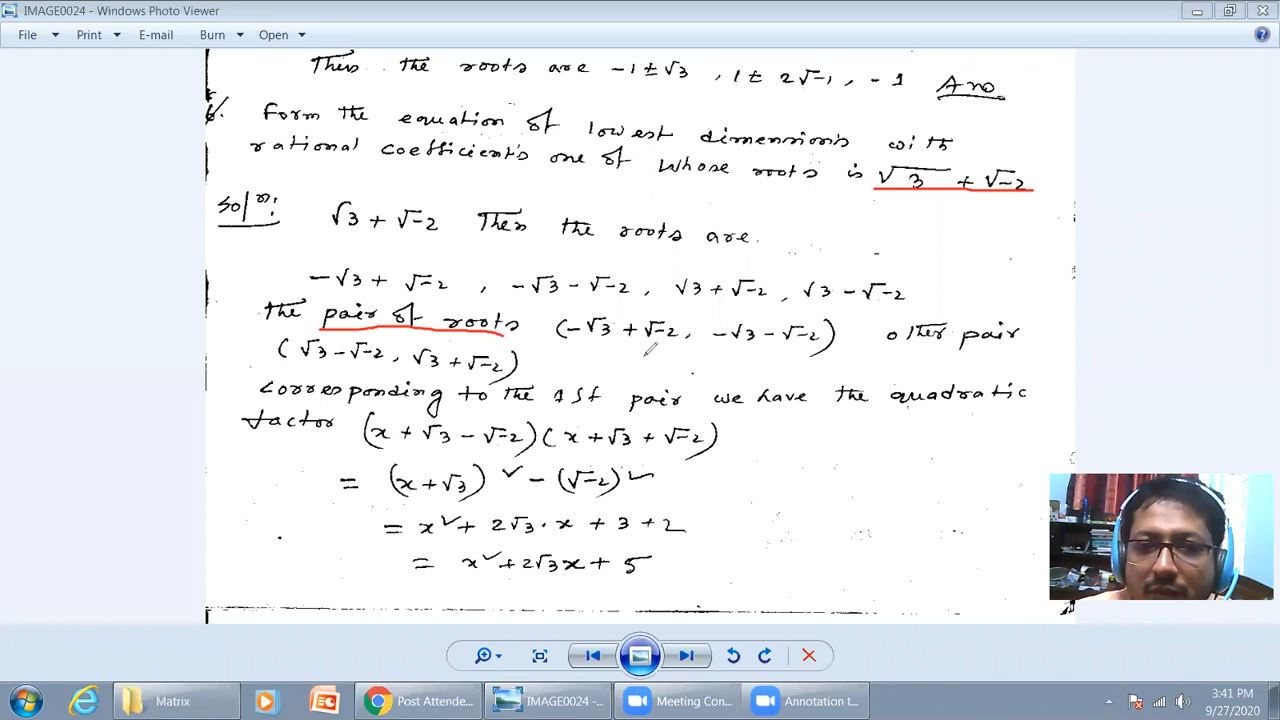 IMAGE0024 - Windows Photo Viewer
File Print E-mail Burn Open
Then the roots are -1±√3, 1±2√-1, -1 Ans
6. Form the equation of lowest dimensions with
rational coefficients one of whose roots is √3 + √-2
Solⁿ: √3 + √-2 Then the roots are.
-√3 + √-2, -√3 - √-2, √3 + √-2, √3 - √-2
the pair of roots (-√3 + √-2, -√3 - √-2) other pair
(√3 - √-2, √3 + √-2)
corresponding to the 1st pair we have the quadratic
factor (x + √3 - √-2)(x + √3 + √-2)
= (x + √3)² - (√-2)²
= x² + 2√3·x + 3 + 2
= x² + 2√3x + 5
Matrix
Post Attende...
IMAGE0024 -...
Meeting Con...
Annotation t...
3:41 PM
9/27/2020